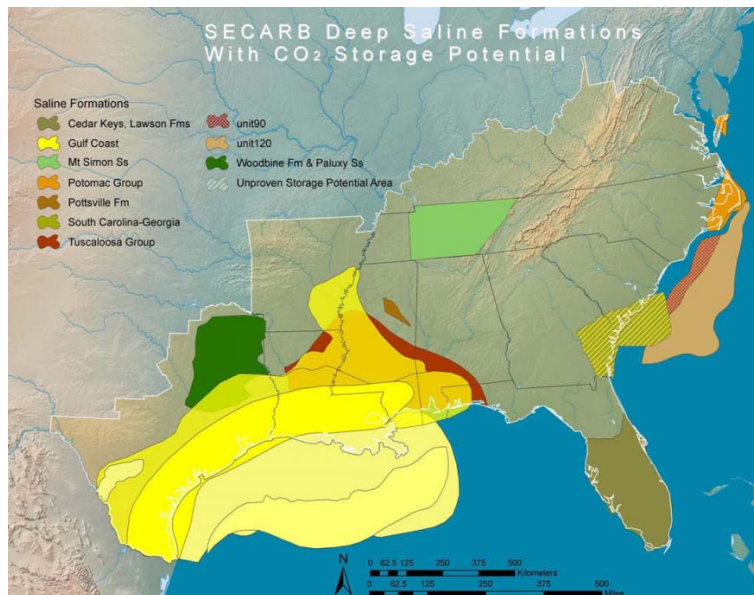 SECARB Deep Saline Formations
With CO2 Storage Potential
Saline Formations
Cedar Keys, Lawson Fms
Gulf Coast
Mt Simon Ss
Potomac Group
Pottsville Fm
South Carolina-Georgia
Tuscaloosa Group
unit90
unit120
Woodbine Fm & Paluxy Ss
Unproven Storage Potential Area
N
0 62.5 125 250 375 500
Kilometers
0 62.5 125 250 375 500
Miles